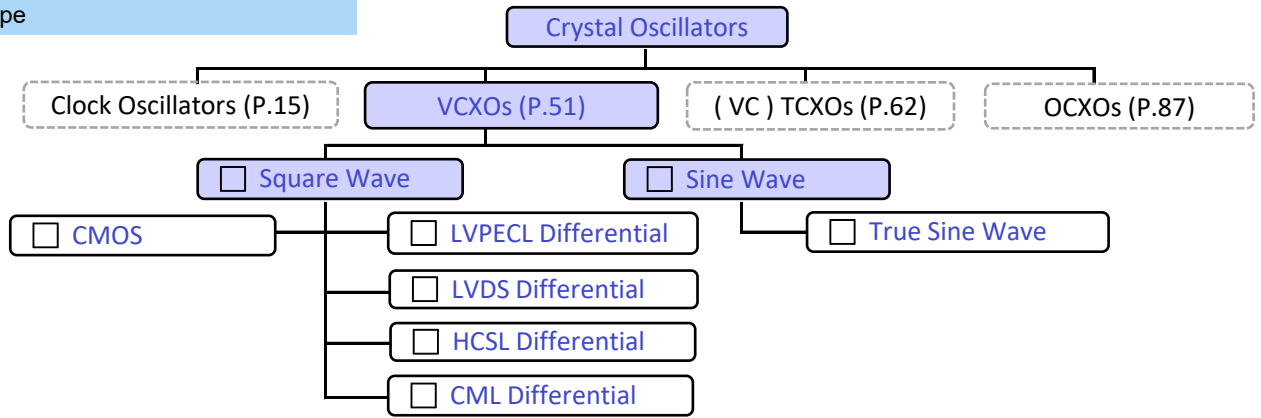 pe
Crystal Oscillators
Clock Oscillators (P.15)
VCXOs (P.51)
( VC ) TCXOs (P.62)
OCXOs (P.87)
Square Wave
Sine Wave
CMOS
LVPECL Differential
True Sine Wave
LVDS Differential
HCSL Differential
CML Differential